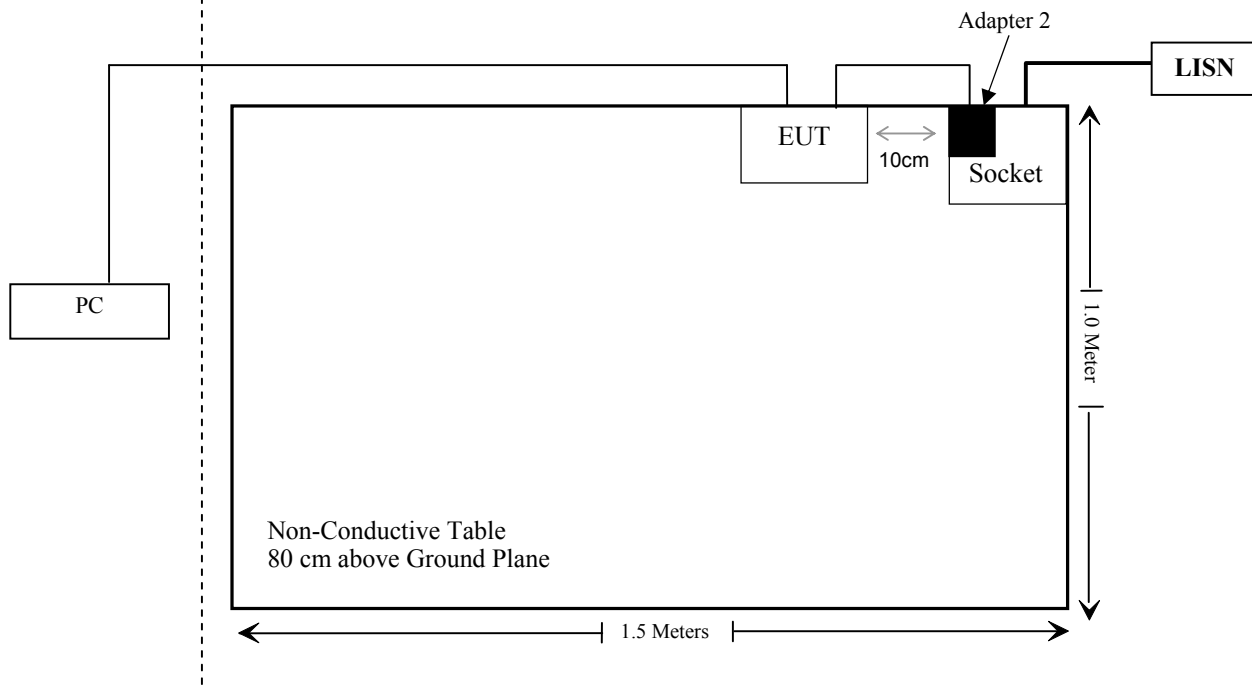 Adapter 2
LISN
EUT
10cm
Socket
PC
1.0 Meter
Non-Conductive Table
80 cm above Ground Plane
1.5 Meters